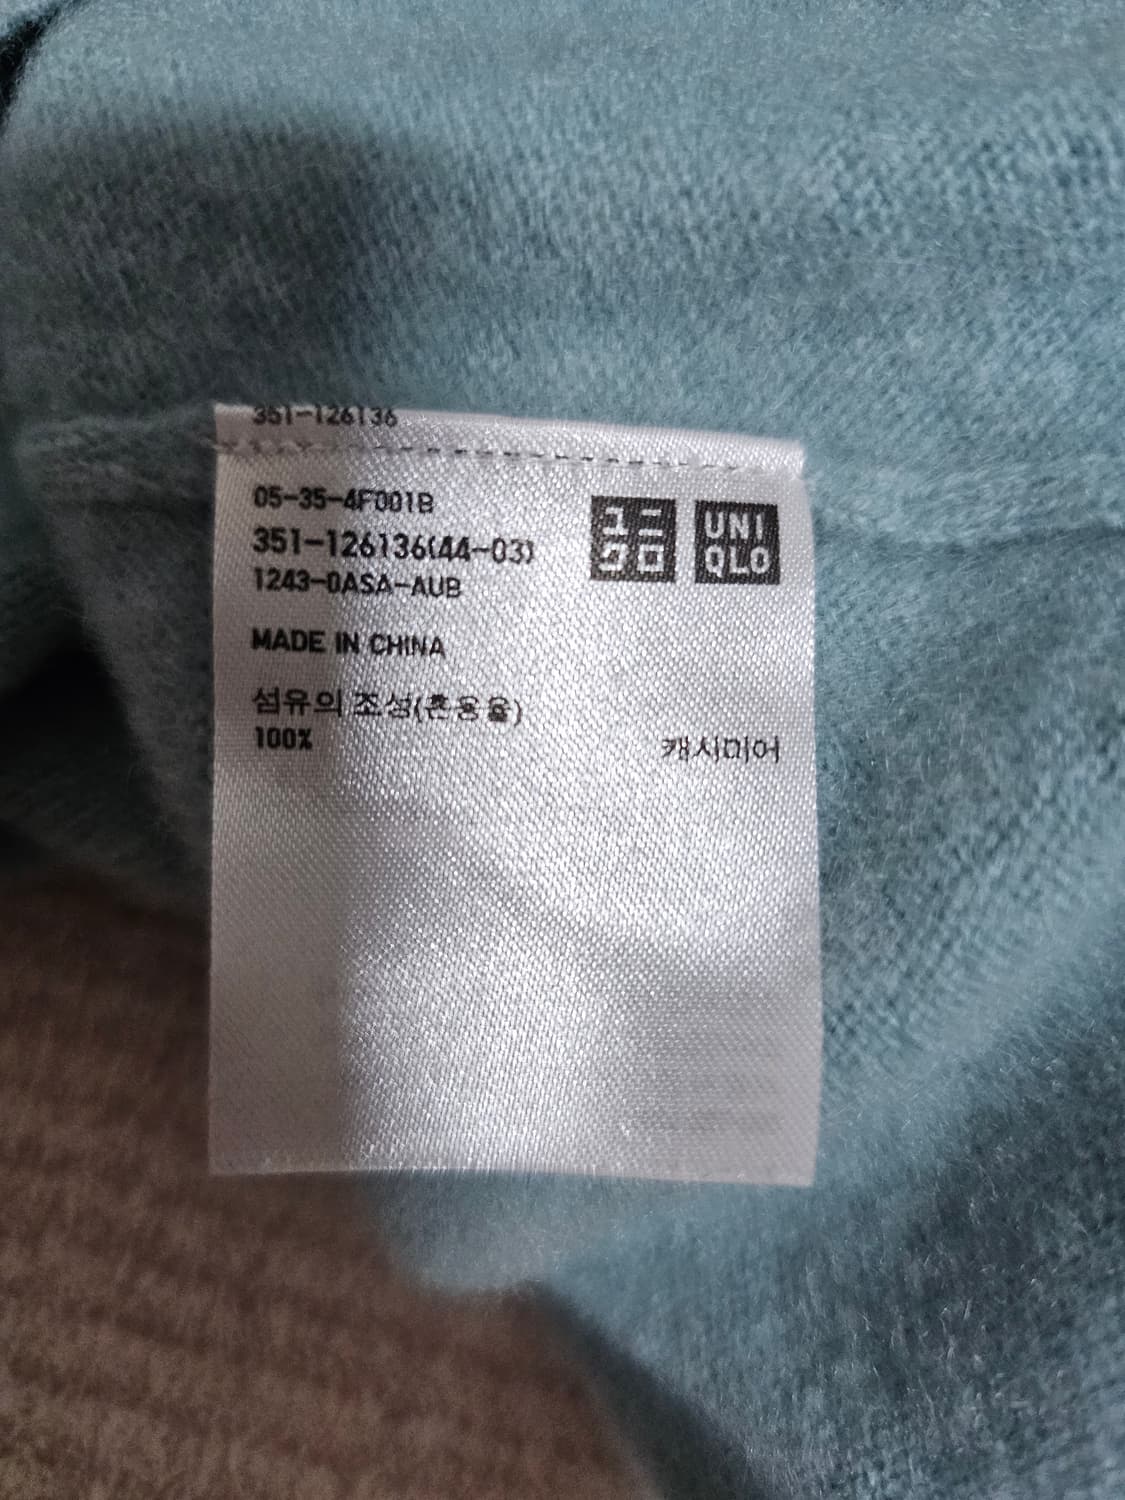 351-126136
05-35-4F001B
351-126136(44-03)
1243-0ASA-AUB
ユニ
クロ
UNI
QLO
MADE IN CHINA
섬유의 조성(혼용율)
100% 캐시미어